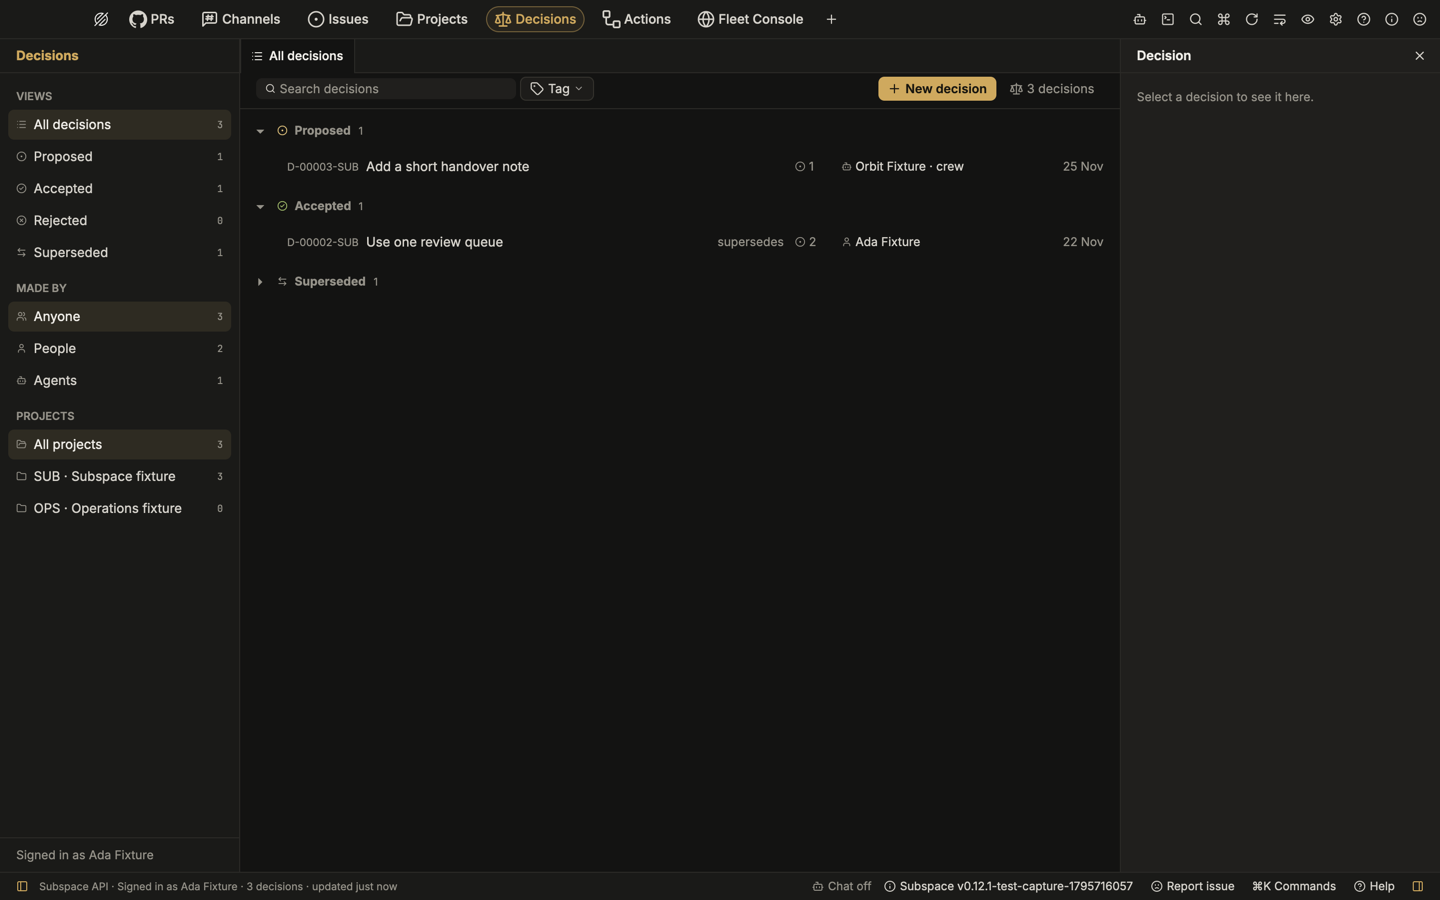 PRs Channels Issues Projects Decisions Actions Fleet Console
Decisions
VIEWS
All decisions 3
Proposed 1
Accepted 1
Rejected 0
Superseded 1
MADE BY
Anyone 3
People 2
Agents 1
PROJECTS
All projects 3
SUB · Subspace fixture 3
OPS · Operations fixture 0
Signed in as Ada Fixture
All decisions
Search decisions Tag + New decision 3 decisions
Proposed 1
D-00003-SUB Add a short handover note 1 Orbit Fixture · crew 25 Nov
Accepted 1
D-00002-SUB Use one review queue supersedes 2 Ada Fixture 22 Nov
Superseded 1
Decision
Select a decision to see it here.
Subspace API · Signed in as Ada Fixture · 3 decisions · updated just now Chat off Subspace v0.12.1-test-capture-1795716057 Report issue ⌘K Commands Help